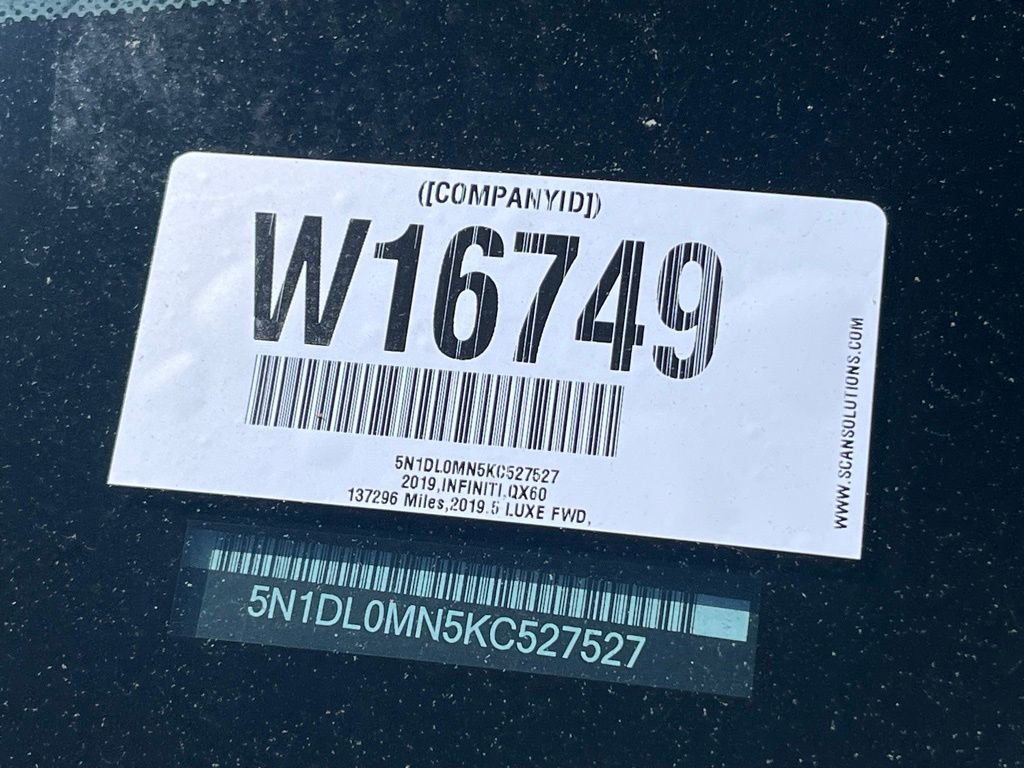 ([COMPANYID])
W16749
5N1DL0MN5KC527527
2019,INFINITI,QX60
137296 Miles,2019.5 LUXE FWD,
WWW.SCANSOLUTIONS.COM
5N1DL0MN5KC527527